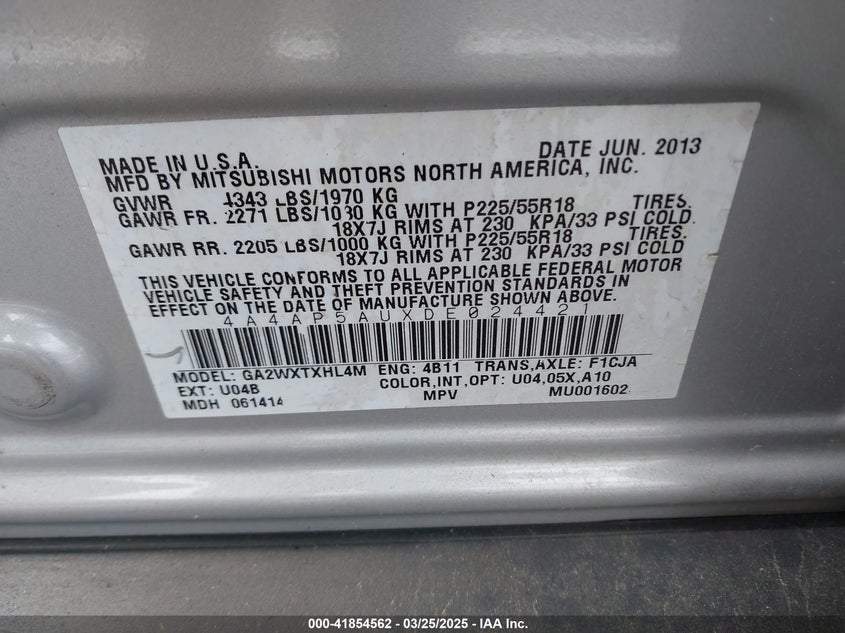 MADE IN U.S.A. DATE JUN. 2013
MFD BY MITSUBISHI MOTORS NORTH AMERICA, INC.
GVWR 4343 LBS/1970 KG
GAWR FR. 2271 LBS/1030 KG WITH P225/55R18 TIRES.
18X7J RIMS AT 230 KPA/33 PSI COLD.
GAWR RR. 2205 LBS/1000 KG WITH P225/55R18 TIRES.
18X7J RIMS AT 230 KPA/33 PSI COLD
THIS VEHICLE CONFORMS TO ALL APPLICABLE FEDERAL MOTOR
VEHICLE SAFETY AND THEFT PREVENTION STANDARDS IN
EFFECT ON THE DATE OF MANUFACTURE SHOWN ABOVE.
4A4AP5AUXDE024421
MODEL: GA2WXTXHL4M ENG: 4B11 TRANS,AXLE: F1CJA
EXT: U04B COLOR,INT,OPT: U04,05X,A10
MDH 061414 MPV MU001602
000-41854562 / 03/25/2025 - IAA Inc.